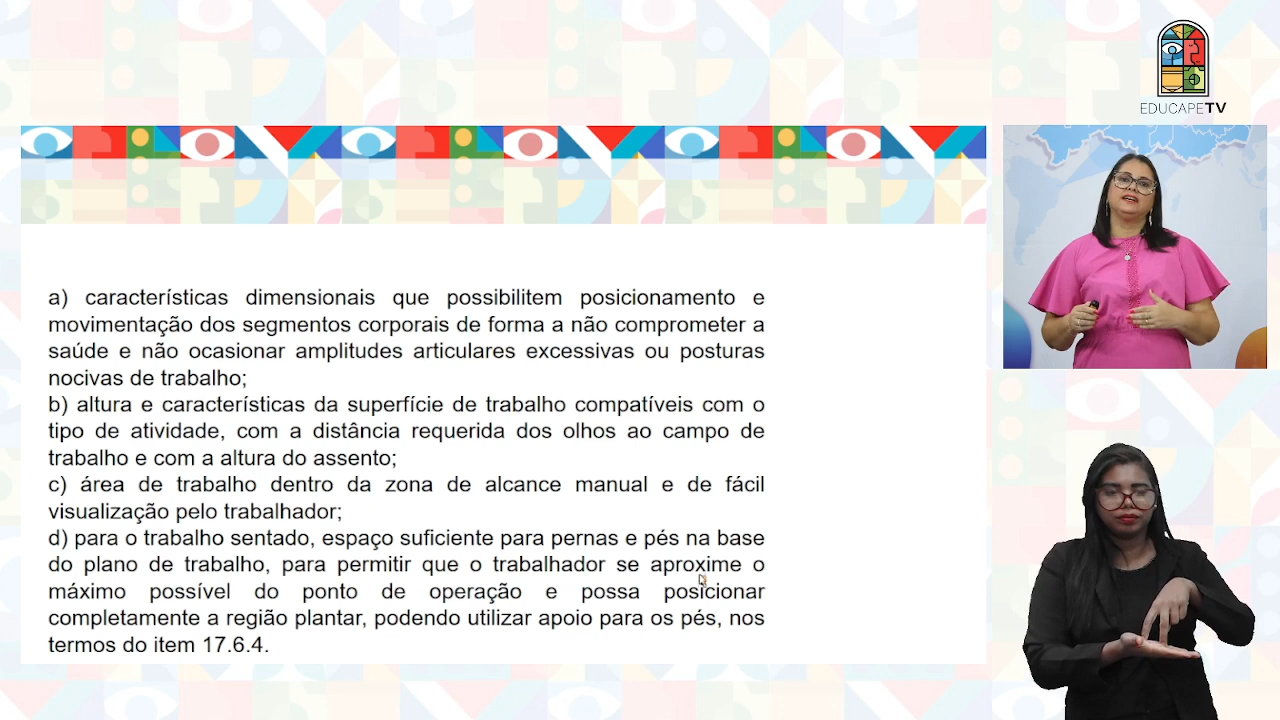 EDUCAPETV
a) características dimensionais que possibilitem posicionamento e
movimentação dos segmentos corporais de forma a não comprometer a
saúde e não ocasionar amplitudes articulares excessivas ou posturas
nocivas de trabalho;
b) altura e características da superfície de trabalho compatíveis com o
tipo de atividade, com a distância requerida dos olhos ao campo de
trabalho e com a altura do assento;
c) área de trabalho dentro da zona de alcance manual e de fácil
visualização pelo trabalhador;
d) para o trabalho sentado, espaço suficiente para pernas e pés na base
do plano de trabalho, para permitir que o trabalhador se aproxime o
máximo possível do ponto de operação e possa posicionar
completamente a região plantar, podendo utilizar apoio para os pés, nos
termos do item 17.6.4.